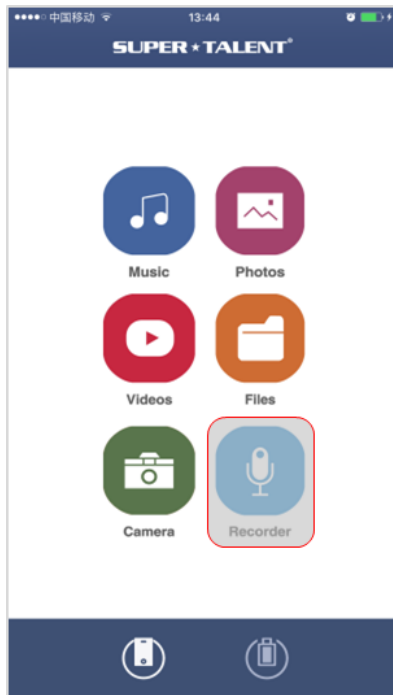 中国移动 13:44
SUPER★TALENT®
Music Photos
Videos Files
Camera Recorder